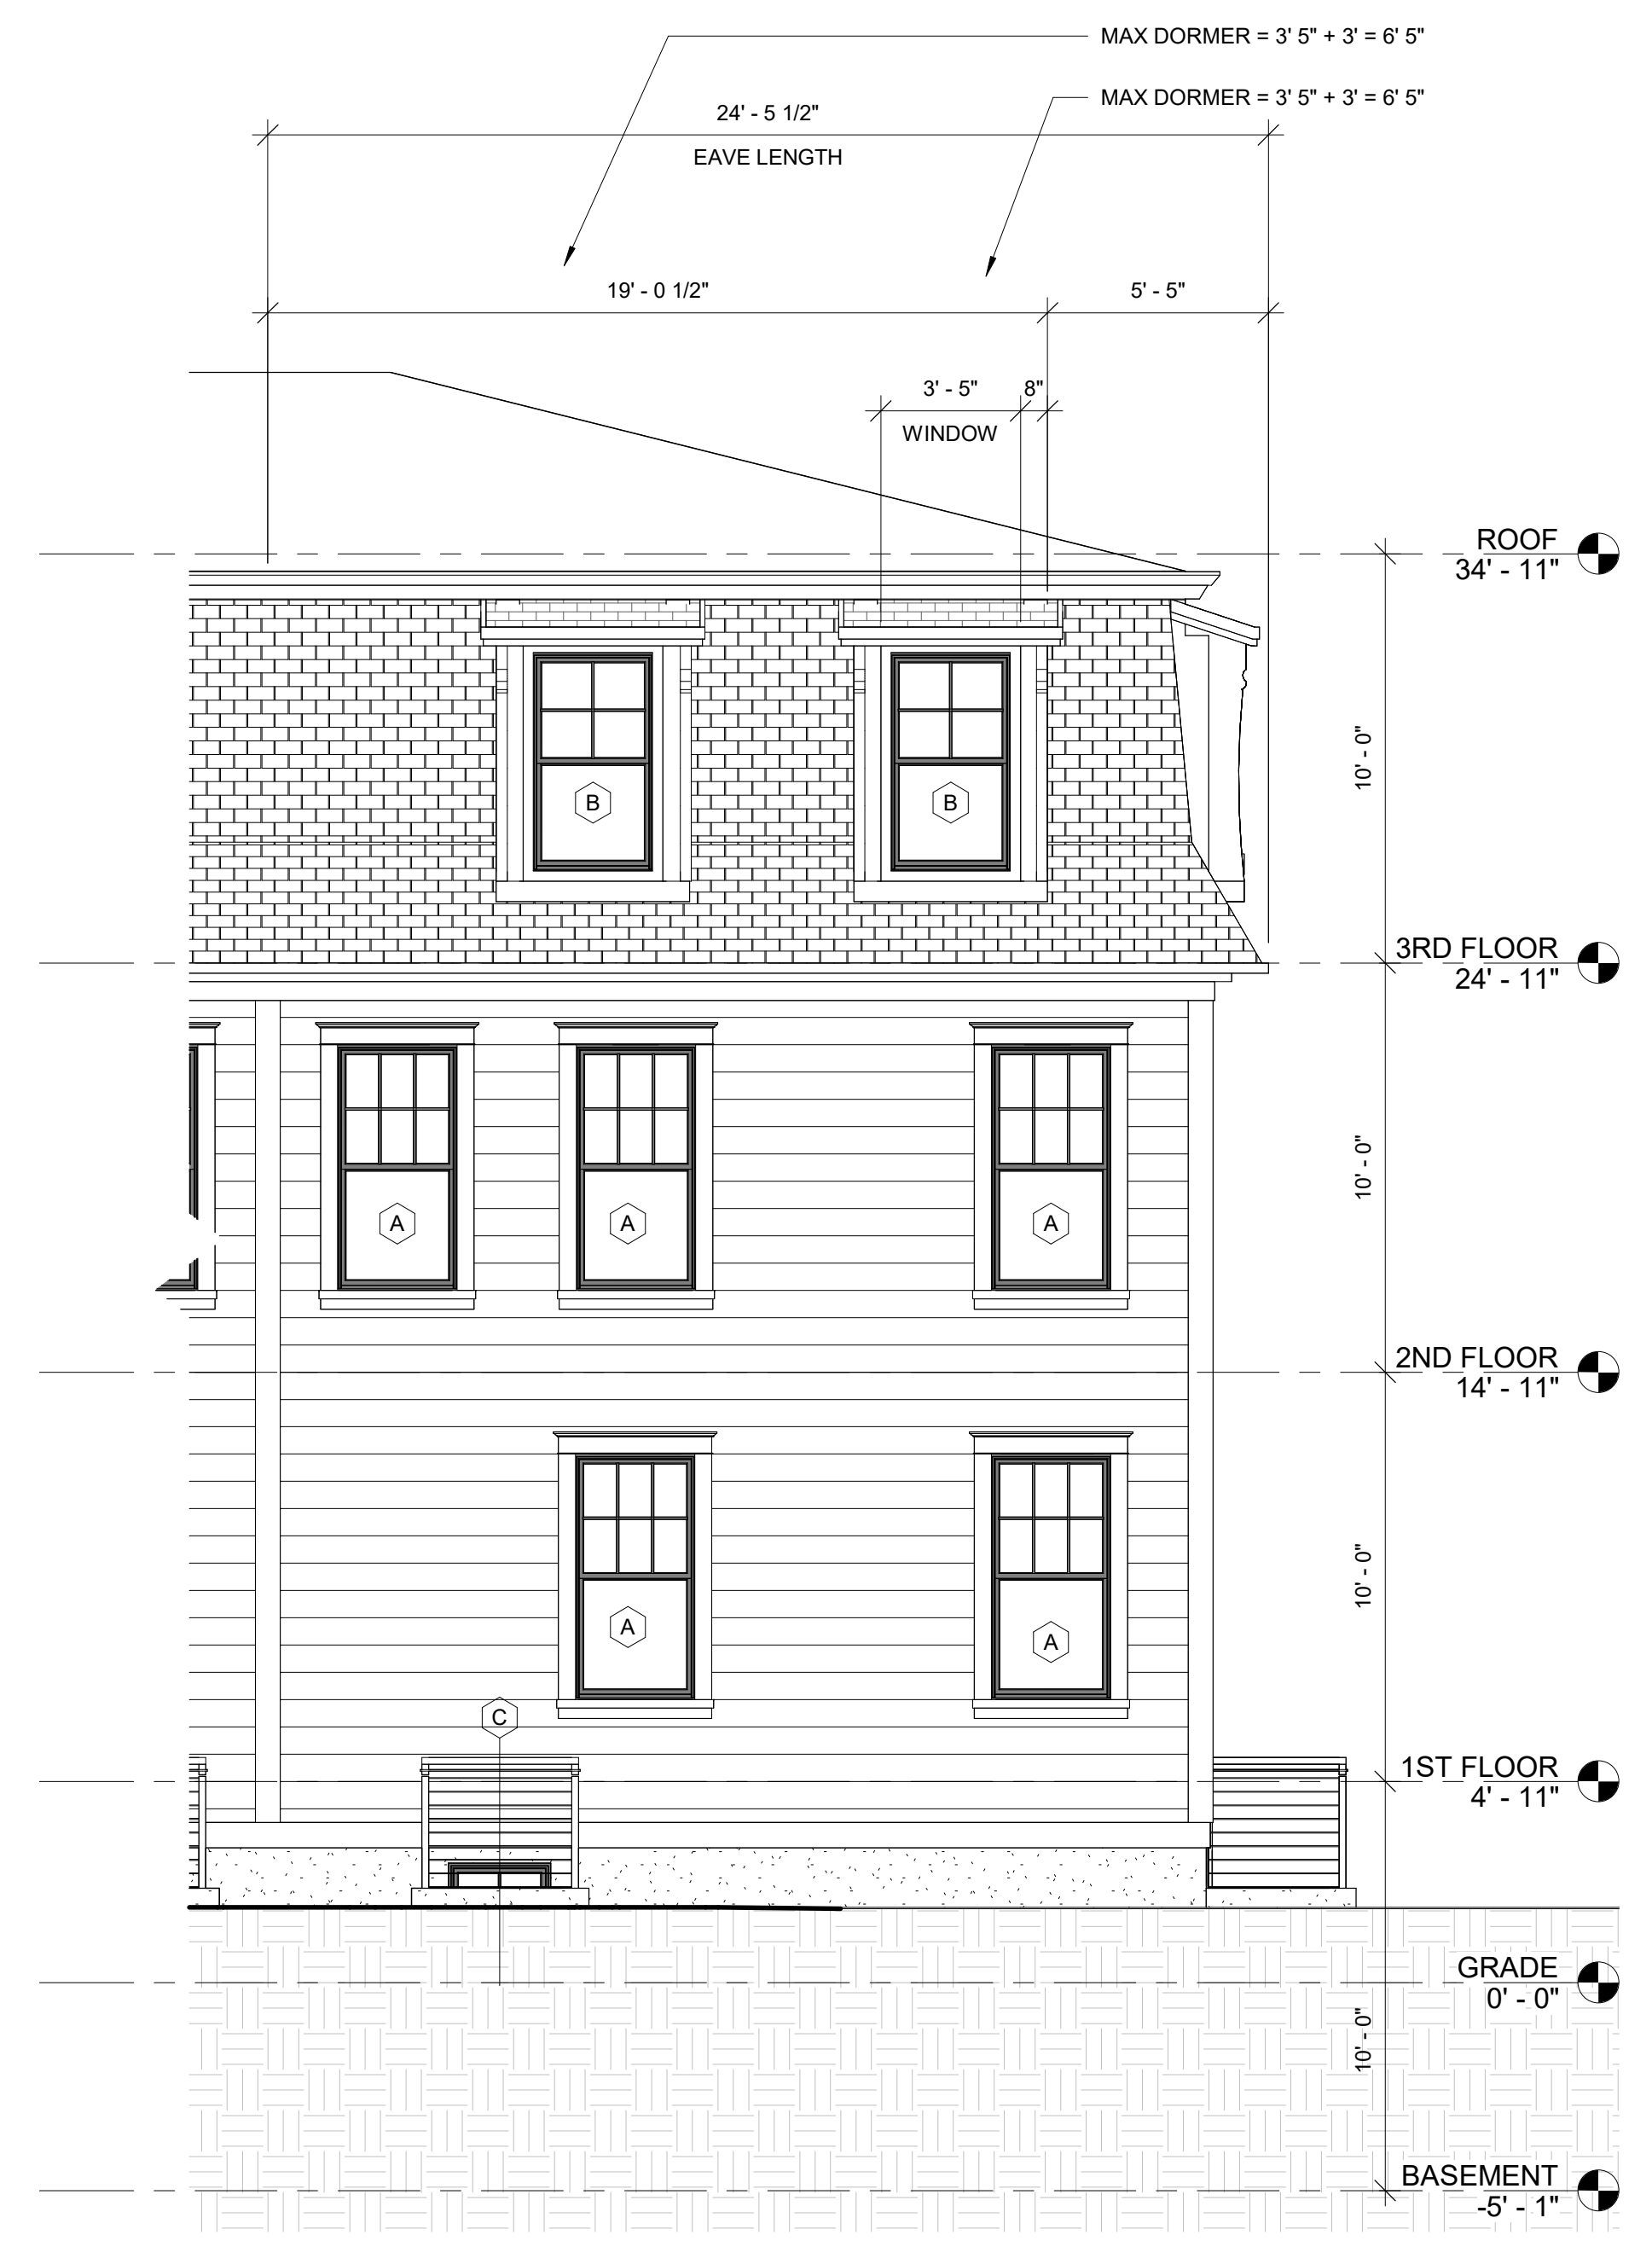 MAX DORMER = 3' 5" + 3' = 6' 5"
MAX DORMER = 3' 5" + 3' = 6' 5"
24' - 5 1/2"
EAVE LENGTH
19' - 0 1/2"
5' - 5"
3' - 5"
8"
WINDOW
ROOF
34' - 11"
10' - 0"
B
B
3RD FLOOR
24' - 11"
10' - 0"
A
A
A
2ND FLOOR
14' - 11"
10' - 0"
A
A
C
1ST FLOOR
4' - 11"
GRADE
0' - 0"
10' - 0"
BASEMENT
-5' - 1"